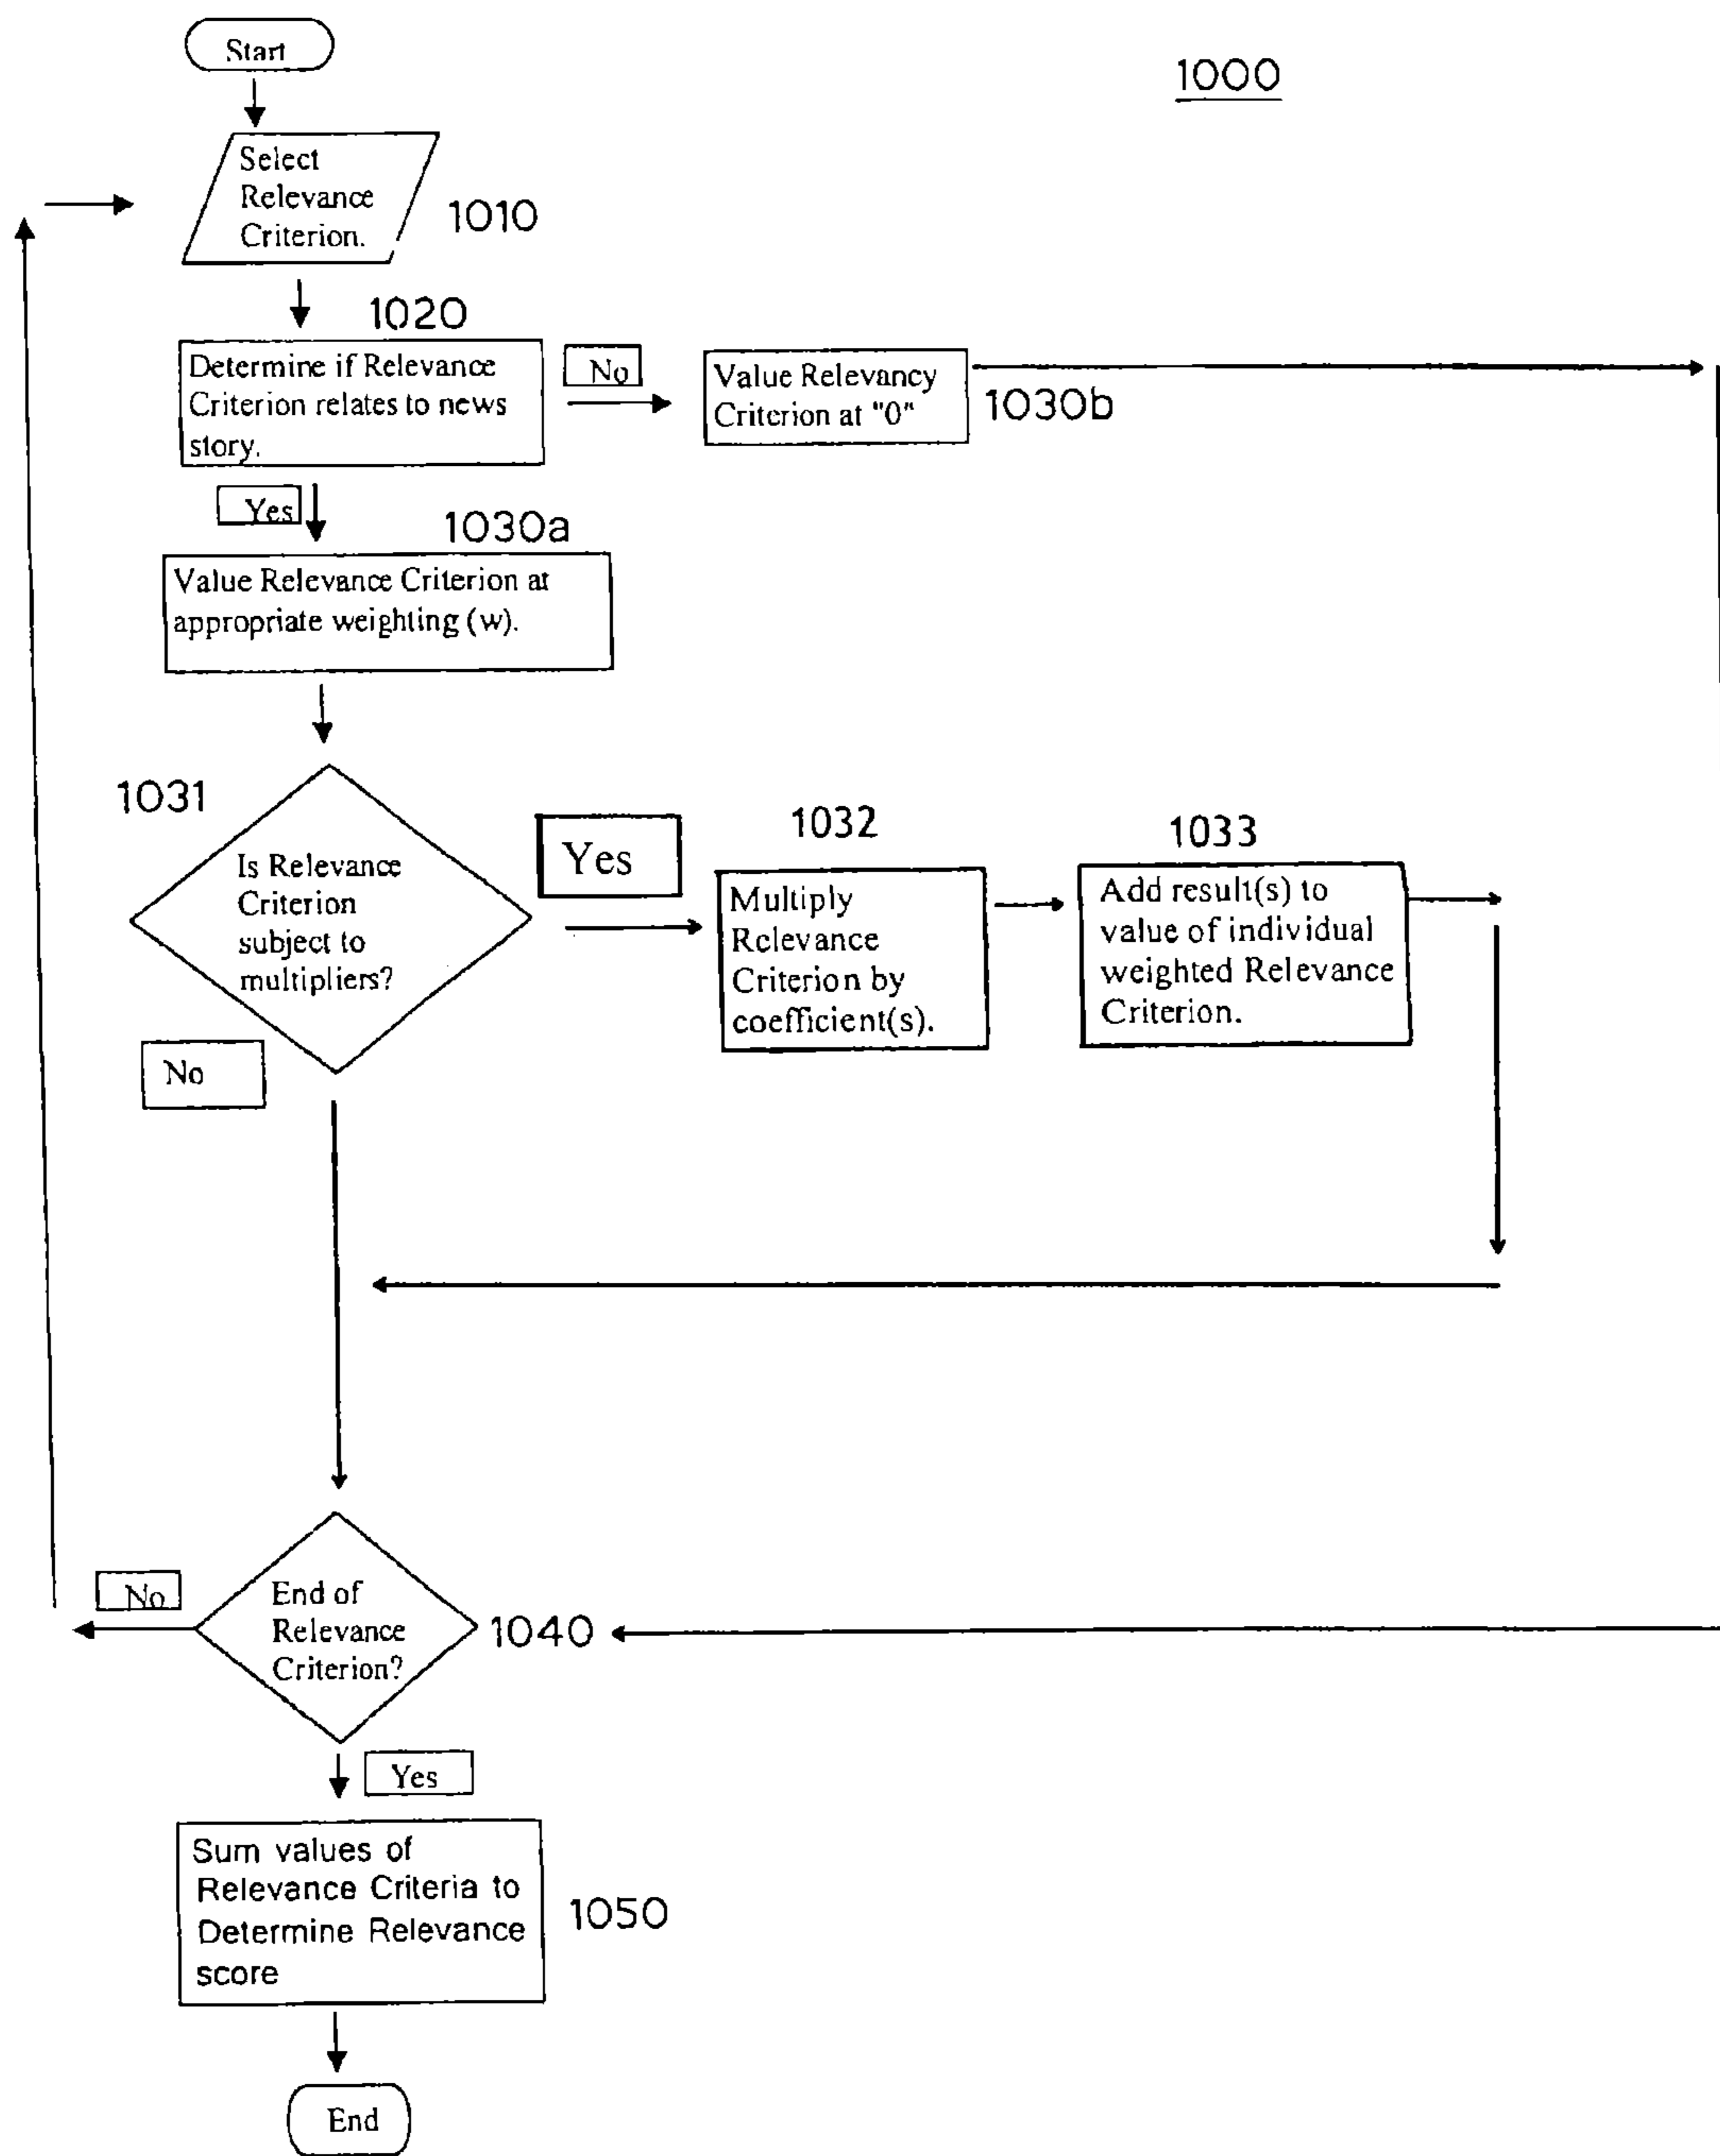 Start
1000
Select
Relevance
Criterion.
1010
1020
Determine if Relevance
Criterion relates to news
story.
No
Value Relevancy
Criterion at "0"
1030b
Yes
1030a
Value Relevance Criterion at
appropriate weighting (w).
1031
Is Relevance
Criterion
subject to
multipliers?
Yes
1032
Multiply
Relevance
Criterion by
coefficient(s).
1033
Add result(s) to
value of individual
weighted Relevance
Criterion.
No
No
End of
Relevance
Criterion?
1040
Yes
Sum values of
Relevance Criteria to
Determine Relevance
score
1050
End